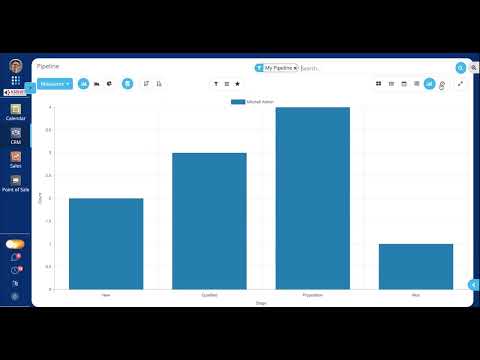 Pipeline
My Pipeline ×
Search...
Measures
Calendar
CRM
Sales
Point of Sale
Mitchell Admin
4
3.5
3
2.5
2
1.5
1
0.5
0
Count
New
Qualified
Proposition
Won
Stage